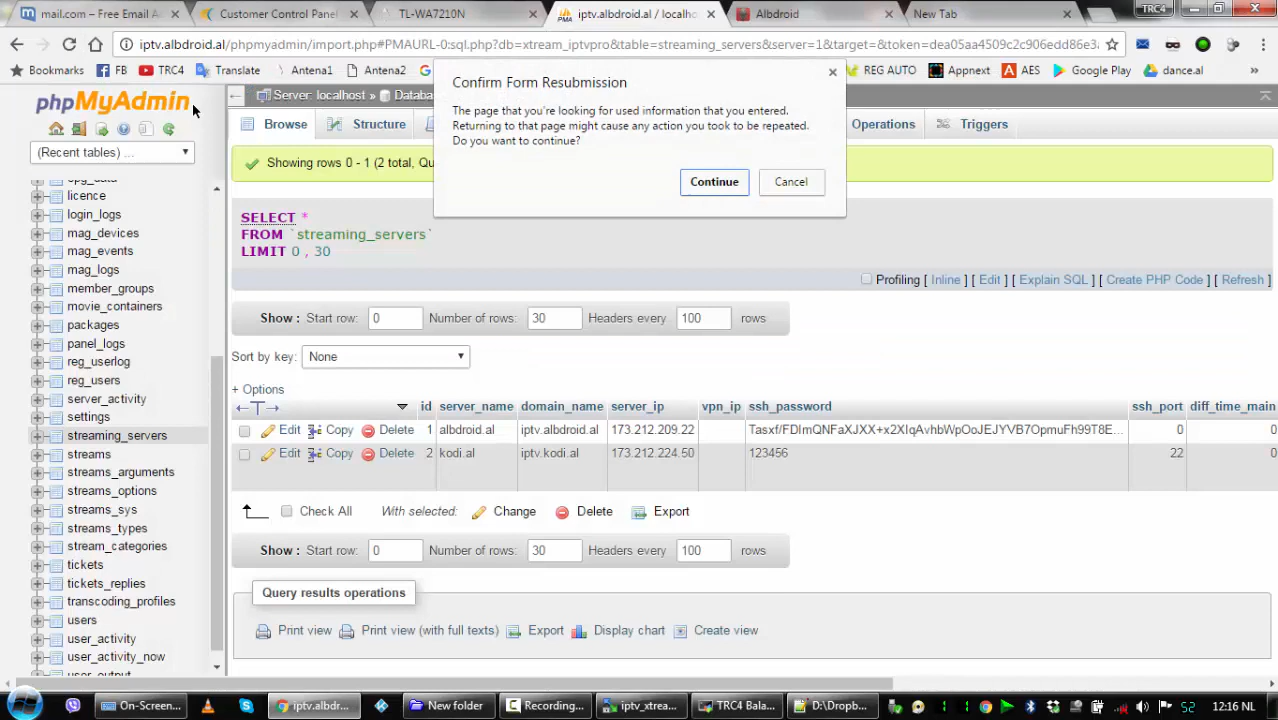 mail.com - Free email ad
Customer Control Panel
TL-WA7210N
iptv.albdroid.al / localho
Albdroid
New Tab
TRC4
iptv.albdroid.al/phpmyadmin/import.php#PMAURL-0:sql.php?db=xtream_iptvpro&table=streaming_servers&server=1&target=&token=dea05aa4509c2c906edd86e3
Bookmarks FB TRC4 Translate Antena1 Antena2 REG AUTO Appnext AES Google Play dance.al
Confirm Form Resubmission
The page that you're looking for used information that you entered.
Returning to that page might cause any action you took to be repeated.
Do you want to continue?
Continue Cancel
phpMyAdmin
(Recent tables) ...
licence
login_logs
mag_devices
mag_events
mag_logs
member_groups
movie_containers
packages
panel_logs
reg_userlog
reg_users
server_activity
settings
streaming_servers
streams
streams_arguments
streams_options
streams_sys
streams_types
stream_categories
tickets
tickets_replies
transcoding_profiles
users
user_activity
user_activity_now
user_output
Server: localhost » Databa
Browse Structure Operations Triggers
Showing rows 0 - 1 (2 total, Qu
SELECT *
FROM `streaming_servers`
LIMIT 0 , 30
Profiling [ Inline ] [ Edit ] [ Explain SQL ] [ Create PHP Code ] [ Refresh ]
Show : Start row: 0 Number of rows: 30 Headers every 100 rows
Sort by key: None
+ Options
id server_name domain_name server_ip vpn_ip ssh_password ssh_port diff_time_main
Edit Copy Delete 1 albdroid.al iptv.albdroid.al 173.212.209.22 Tasxf/FDImQNFaXJXX+x2XIqAvhbWpOoJEJYVB7OpmuFh99T8E... 0 0
Edit Copy Delete 2 kodi.al iptv.kodi.al 173.212.224.50 123456 22 0
Check All With selected: Change Delete Export
Show : Start row: 0 Number of rows: 30 Headers every 100 rows
Query results operations
Print view Print view (with full texts) Export Display chart Create view
On-Screen... iptv.albdr... New folder Recording... iptv_xtrea... TRC4 Bala... D:\Dropb... 12:16 NL